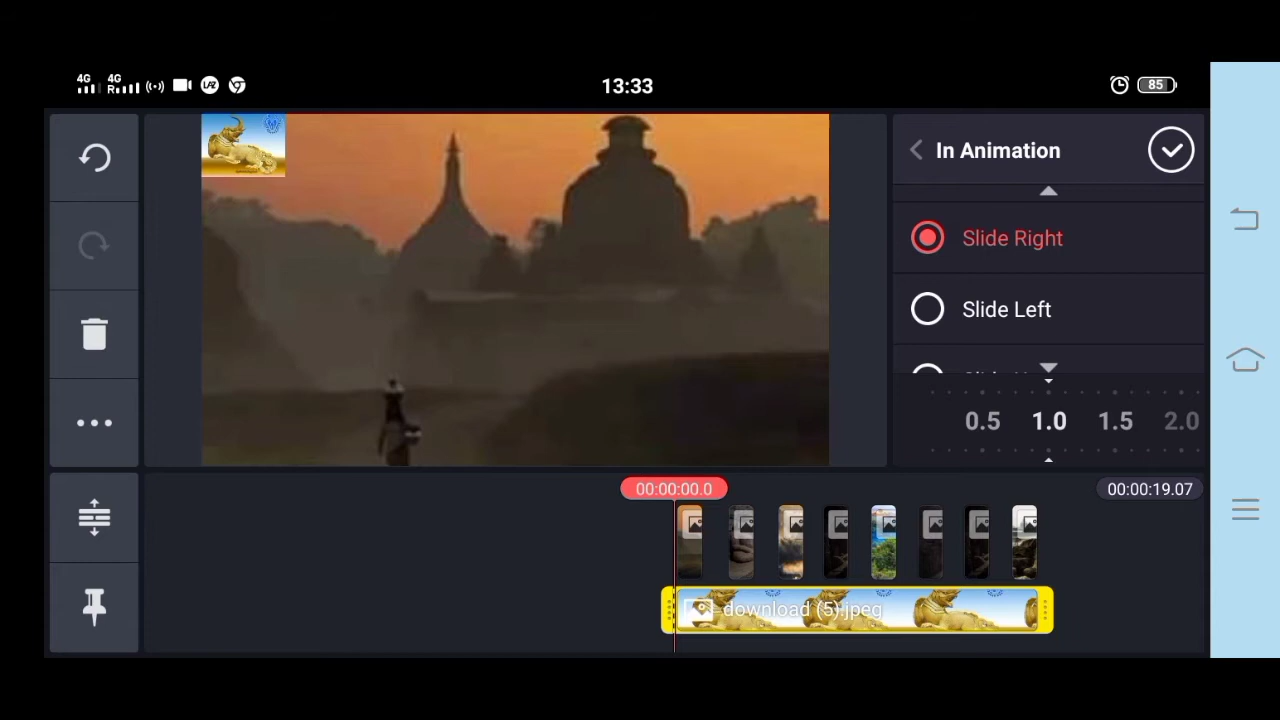 4G 4G
R
LAZ
13:33
85
In Animation
Slide Right
Slide Left
0.5 1.0 1.5 2.0
00:00:00.0
00:00:19.07
download (5).jpeg